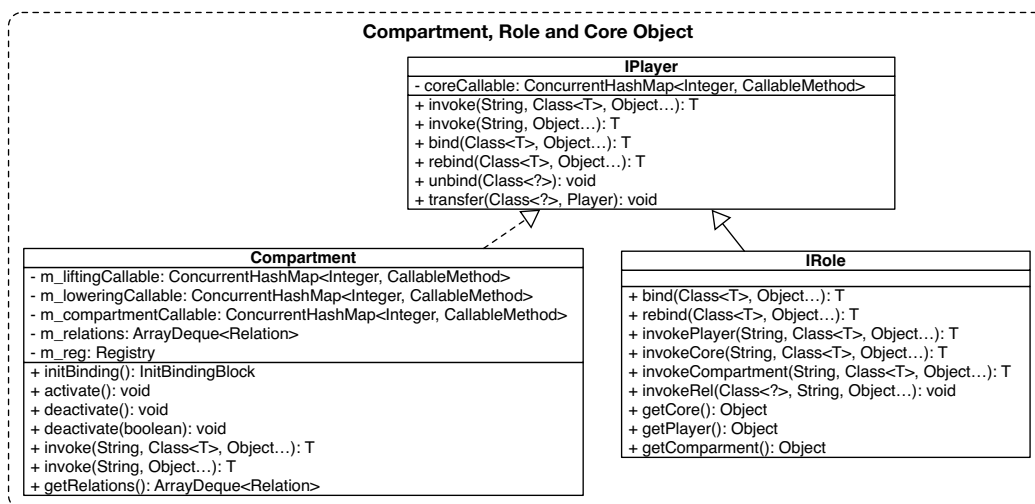 Compartment, Role and Core Object
IPlayer
- coreCallable: ConcurrentHashMap<Integer, CallableMethod>
+ invoke(String, Class<T>, Object...): T
+ invoke(String, Object...): T
+ bind(Class<T>, Object...): T
+ rebind(Class<T>, Object...): T
+ unbind(Class<?>): void
+ transfer(Class<?>, Player): void
Compartment
- m_liftingCallable: ConcurrentHashMap<Integer, CallableMethod>
- m_loweringCallable: ConcurrentHashMap<Integer, CallableMethod>
- m_compartmentCallable: ConcurrentHashMap<Integer, CallableMethod>
- m_relations: ArrayDeque<Relation>
- m_reg: Registry
+ initBinding(): InitBindingBlock
+ activate(): void
+ deactivate(): void
+ deactivate(boolean): void
+ invoke(String, Class<T>, Object...): T
+ invoke(String, Object...): T
+ getRelations(): ArrayDeque<Relation>
IRole
+ bind(Class<T>, Object...): T
+ rebind(Class<T>, Object...): T
+ invokePlayer(String, Class<T>, Object...): T
+ invokeCore(String, Class<T>, Object...): T
+ invokeCompartment(String, Class<T>, Object...): T
+ invokeRel(Class<?>, String, Object...): void
+ getCore(): Object
+ getPlayer(): Object
+ getComparment(): Object